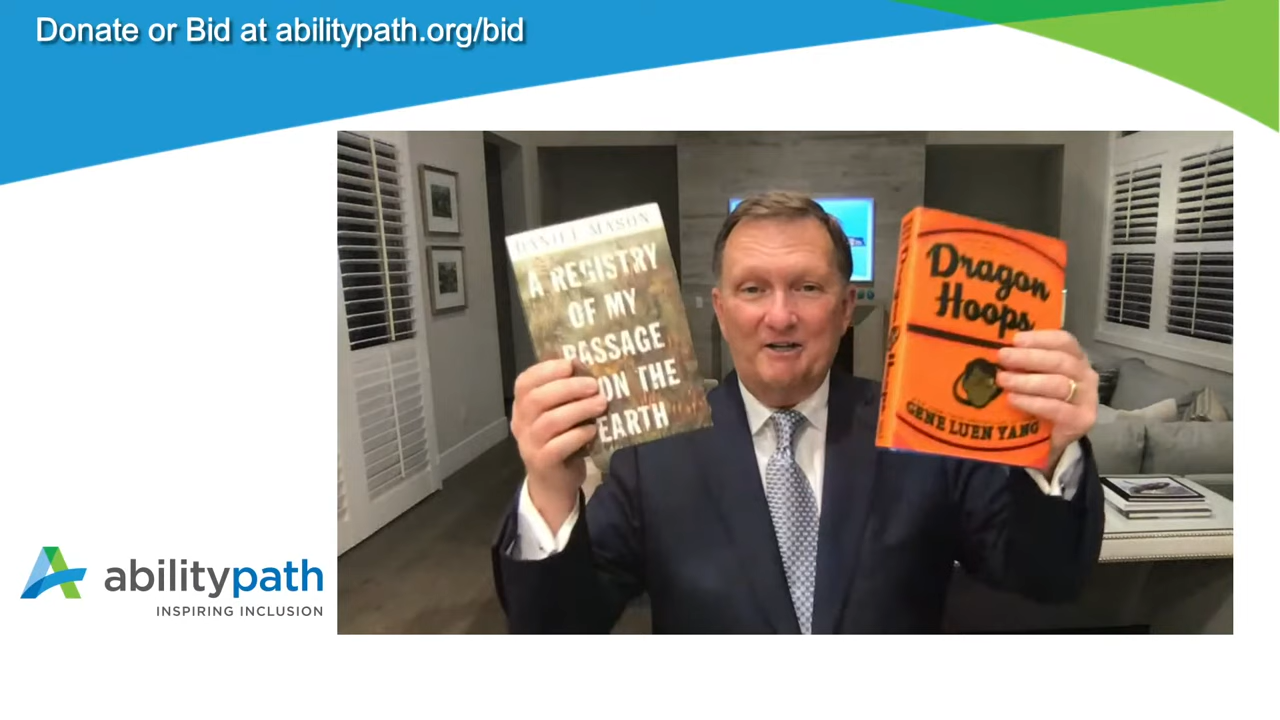 Donate or Bid at abilitypath.org/bid
DANIEL MASON
A REGISTRY
OF MY
PASSAGE
ON THE
EARTH
Dragon
Hoops
GENE LUEN YANG
abilitypath
INSPIRING INCLUSION